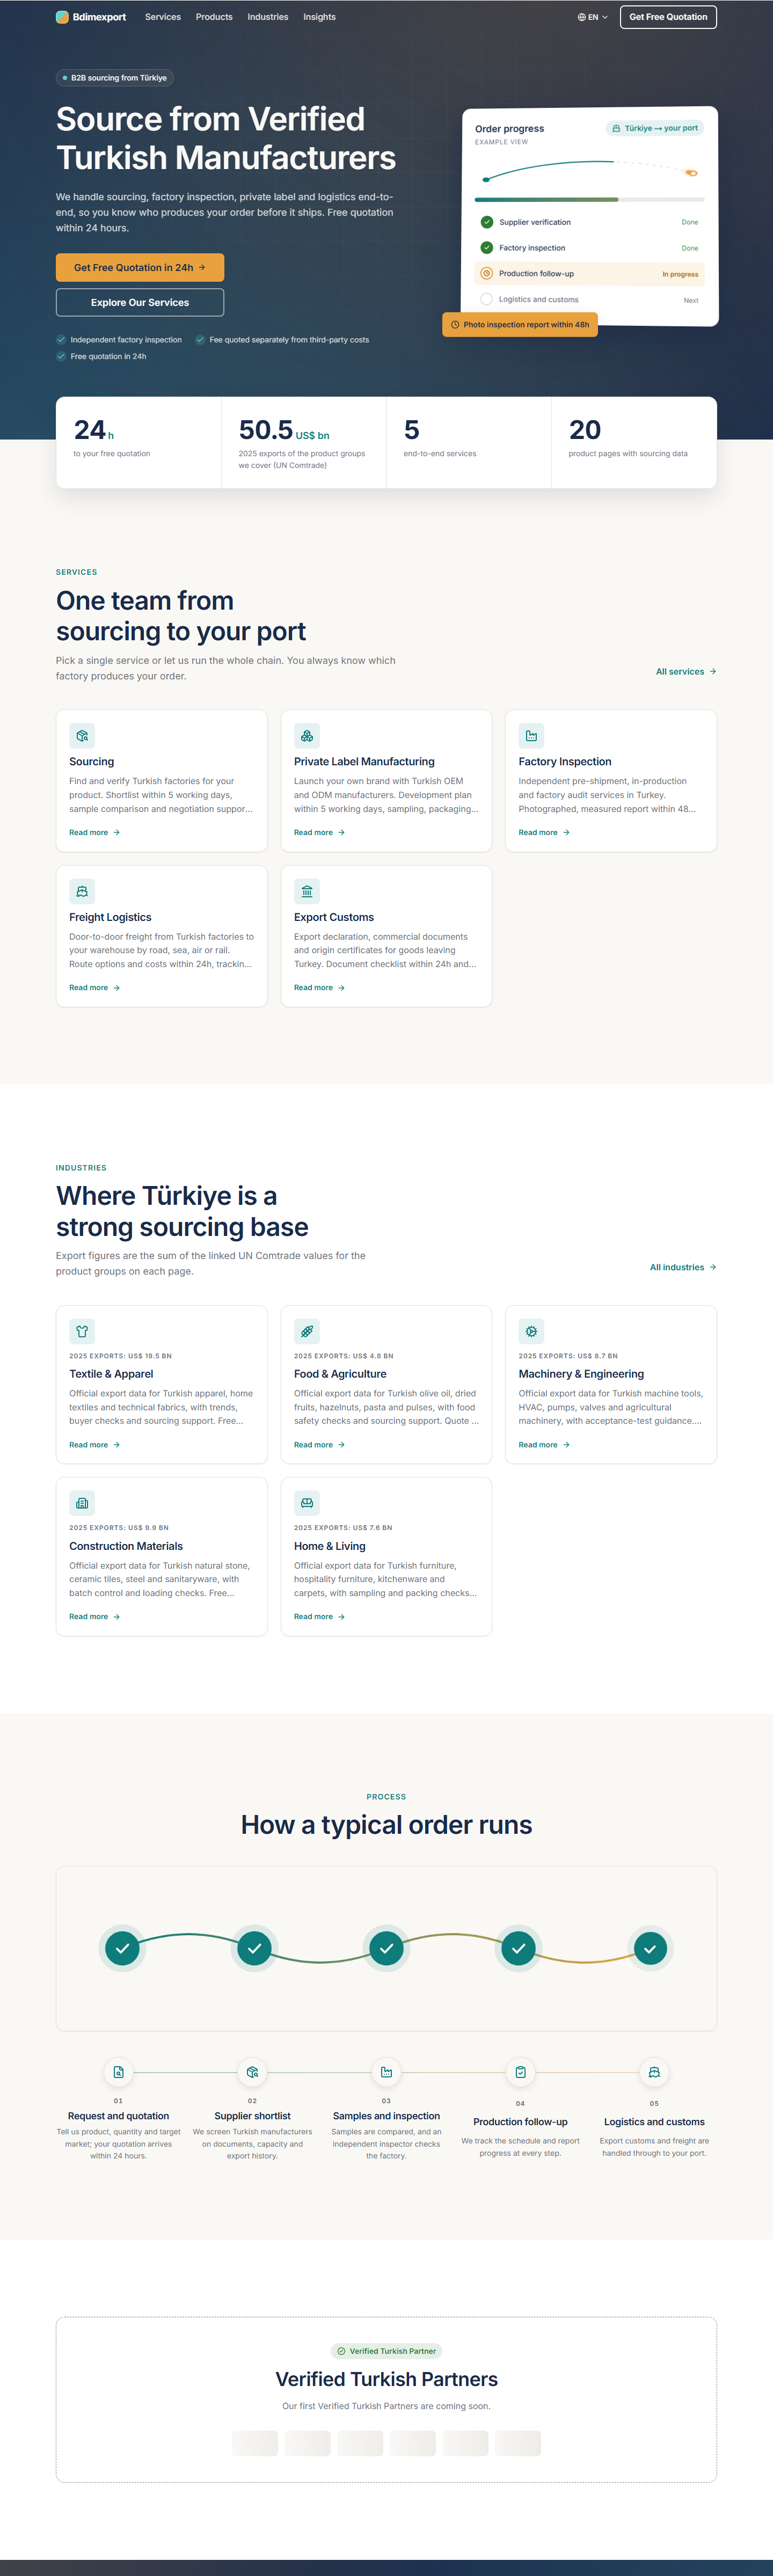 Bdimexport
Services
Products
Industries
Insights
EN
Get Free Quotation
B2B sourcing from Türkiye
Source from Verified
Turkish Manufacturers
We handle sourcing, factory inspection, private label and logistics end-to-
end, so you know who produces your order before it ships. Free quotation
within 24 hours.
Get Free Quotation in 24h →
Explore Our Services
Independent factory inspection
Fee quoted separately from third-party costs
Free quotation in 24h
Order progress
EXAMPLE VIEW
Türkiye → your port
Supplier verification
Done
Factory inspection
Done
Production follow-up
In progress
Logistics and customs
Next
Photo inspection report within 48h
24 h
to your free quotation
50.5 US$ bn
2025 exports of the product groups
we cover (UN Comtrade)
5
end-to-end services
20
product pages with sourcing data
SERVICES
One team from
sourcing to your port
Pick a single service or let us run the whole chain. You always know which
factory produces your order.
All services →
Sourcing
Find and verify Turkish factories for your
product. Shortlist within 5 working days,
sample comparison and negotiation suppor...
Read more →
Private Label Manufacturing
Launch your own brand with Turkish OEM
and ODM manufacturers. Development plan
within 5 working days, sampling, packaging...
Read more →
Factory Inspection
Independent pre-shipment, in-production
and factory audit services in Turkey.
Photographed, measured report within 48...
Read more →
Freight Logistics
Door-to-door freight from Turkish factories to
your warehouse by road, sea, air or rail.
Route options and costs within 24h, trackin...
Read more →
Export Customs
Export declaration, commercial documents
and origin certificates for goods leaving
Turkey. Document checklist within 24h and...
Read more →
INDUSTRIES
Where Türkiye is a
strong sourcing base
Export figures are the sum of the linked UN Comtrade values for the
product groups on each page.
All industries →
2025 EXPORTS: US$ 19.5 BN
Textile & Apparel
Official export data for Turkish apparel, home
textiles and technical fabrics, with trends,
buyer checks and sourcing support. Free...
Read more →
2025 EXPORTS: US$ 4.8 BN
Food & Agriculture
Official export data for Turkish olive oil, dried
fruits, hazelnuts, pasta and pulses, with food
safety checks and sourcing support. Quote ...
Read more →
2025 EXPORTS: US$ 8.7 BN
Machinery & Engineering
Official export data for Turkish machine tools,
HVAC, pumps, valves and agricultural
machinery, with acceptance-test guidance....
Read more →
2025 EXPORTS: US$ 9.9 BN
Construction Materials
Official export data for Turkish natural stone,
ceramic tiles, steel and sanitaryware, with
batch control and loading checks. Free...
Read more →
2025 EXPORTS: US$ 7.6 BN
Home & Living
Official export data for Turkish furniture,
hospitality furniture, kitchenware and
carpets, with sampling and packing checks...
Read more →
PROCESS
How a typical order runs
01
Request and quotation
Tell us product, quantity and target
market; your quotation arrives
within 24 hours.
02
Supplier shortlist
We screen Turkish manufacturers
on documents, capacity and
export history.
03
Samples and inspection
Samples are compared, and an
independent inspector checks
the factory.
04
Production follow-up
We track the schedule and report
progress at every step.
05
Logistics and customs
Export customs and freight are
handled through to your port.
Verified Turkish Partner
Verified Turkish Partners
Our first Verified Turkish Partners are coming soon.